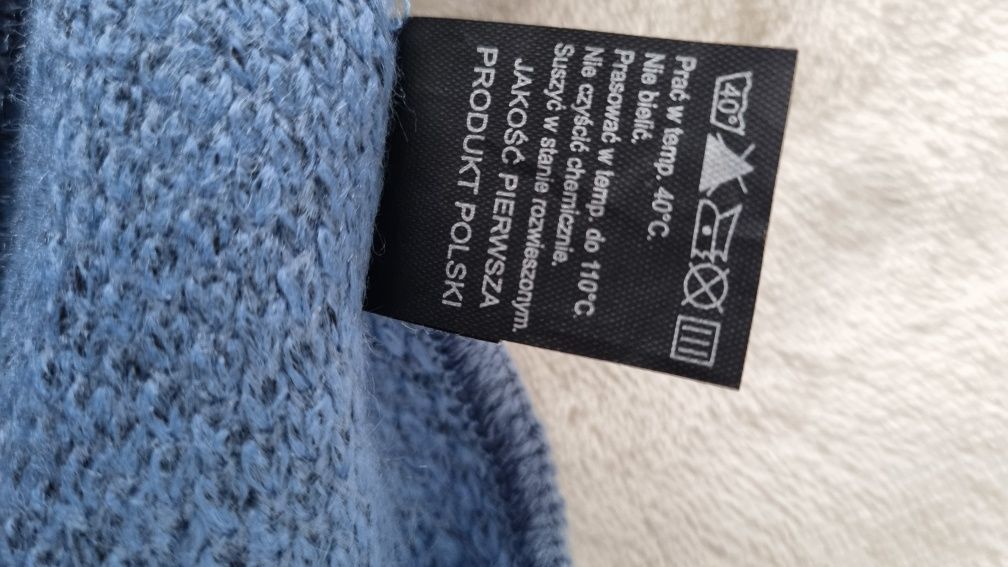 40°
Prać w temp. 40°C.
Nie bielić.
Prasować w temp. do 110°C.
Nie czyścić chemicznie.
Suszyć w stanie rozwieszonym.
JAKOŚĆ PIERWSZA
PRODUKT POLSKI